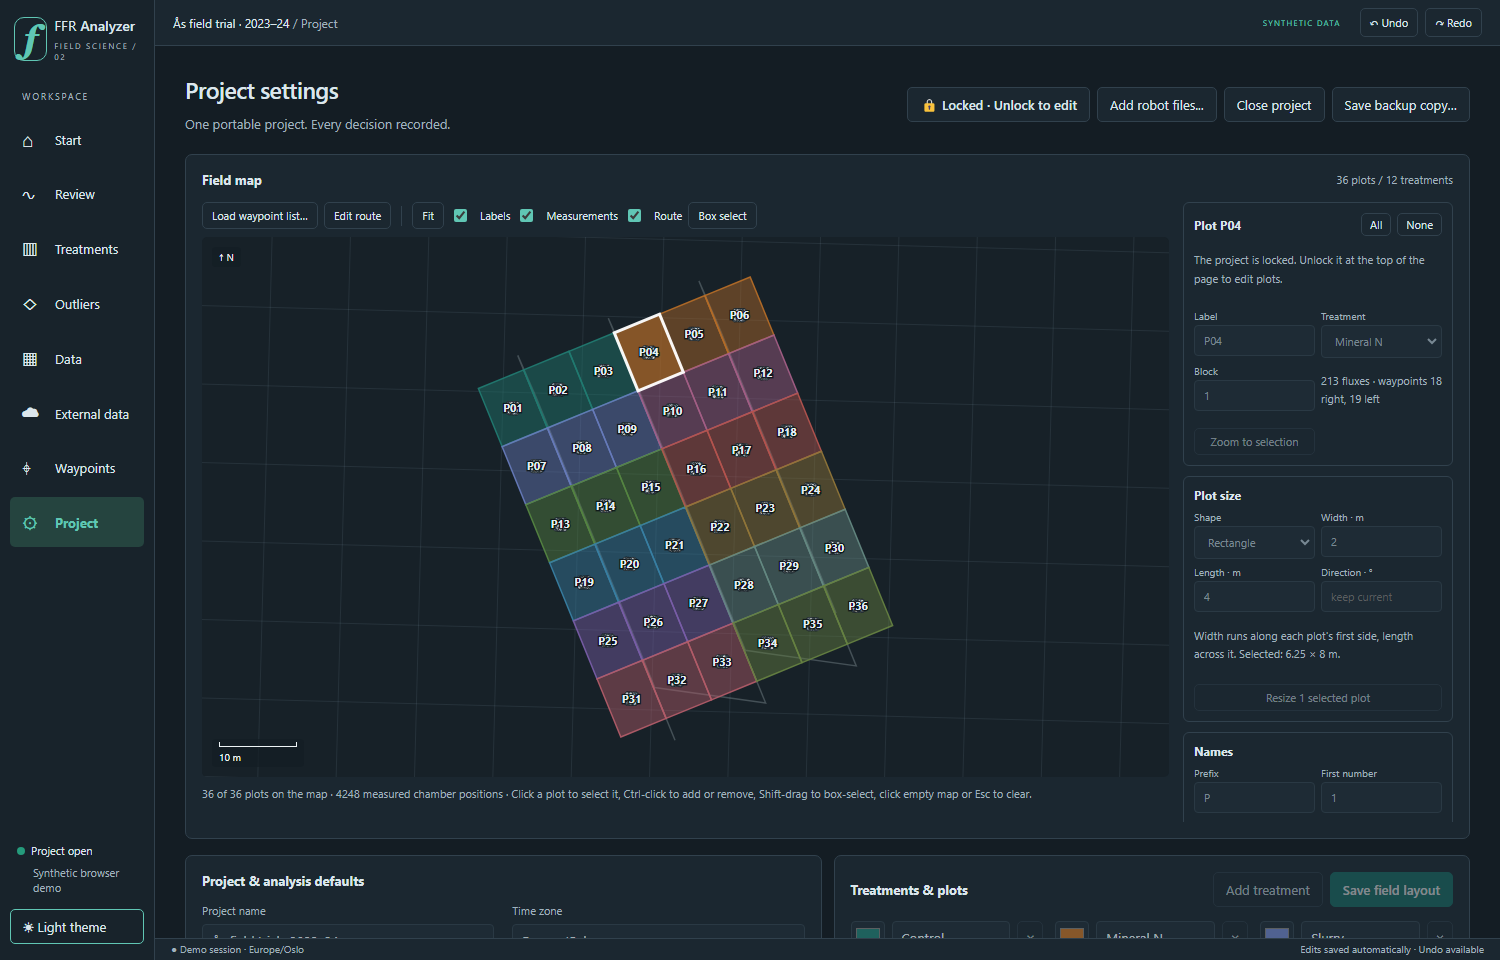 FFR Analyzer
FIELD SCIENCE /
02
WORKSPACE
Start
Review
Treatments
Outliers
Data
External data
Waypoints
Project
Project open
Synthetic browser
demo
☀ Light theme
Ås field trial · 2023–24 / Project
SYNTHETIC DATA
↶ Undo
↷ Redo
Project settings
One portable project. Every decision recorded.
Locked · Unlock to edit
Add robot files...
Close project
Save backup copy...
Field map
36 plots / 12 treatments
Load waypoint list...
Edit route
Fit
Labels
Measurements
Route
Box select
↑ N
P01
P02
P03
P04
P05
P06
P07
P08
P09
P10
P11
P12
P13
P14
P15
P16
P17
P18
P19
P20
P21
P22
P23
P24
P25
P26
P27
P28
P29
P30
P31
P32
P33
P34
P35
P36
10 m
36 of 36 plots on the map · 4248 measured chamber positions · Click a plot to select it, Ctrl-click to add or remove, Shift-drag to box-select, click empty map or Esc to clear.
Plot P04
All
None
The project is locked. Unlock it at the top of the
page to edit plots.
Label
Treatment
P04
Mineral N
Block
1
213 fluxes · waypoints 18
right, 19 left
Zoom to selection
Plot size
Shape
Width · m
Rectangle
2
Length · m
Direction · °
4
keep current
Width runs along each plot's first side, length
across it. Selected: 6.25 × 8 m.
Resize 1 selected plot
Names
Prefix
First number
P
1
Project & analysis defaults
Project name
Time zone
Treatments & plots
Add treatment
Save field layout
Control
Mineral N
Slurry
Demo session · Europe/Oslo
Edits saved automatically · Undo available